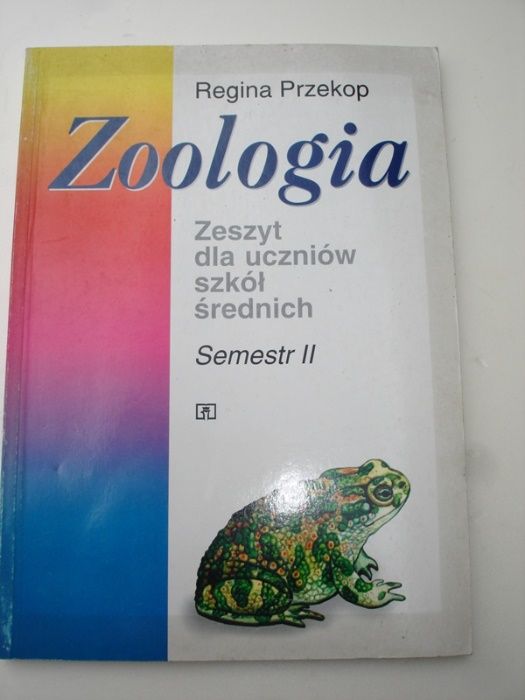 Regina Przekop
Zoologia
Zeszyt
dla uczniów
szkół
średnich
Semestr II